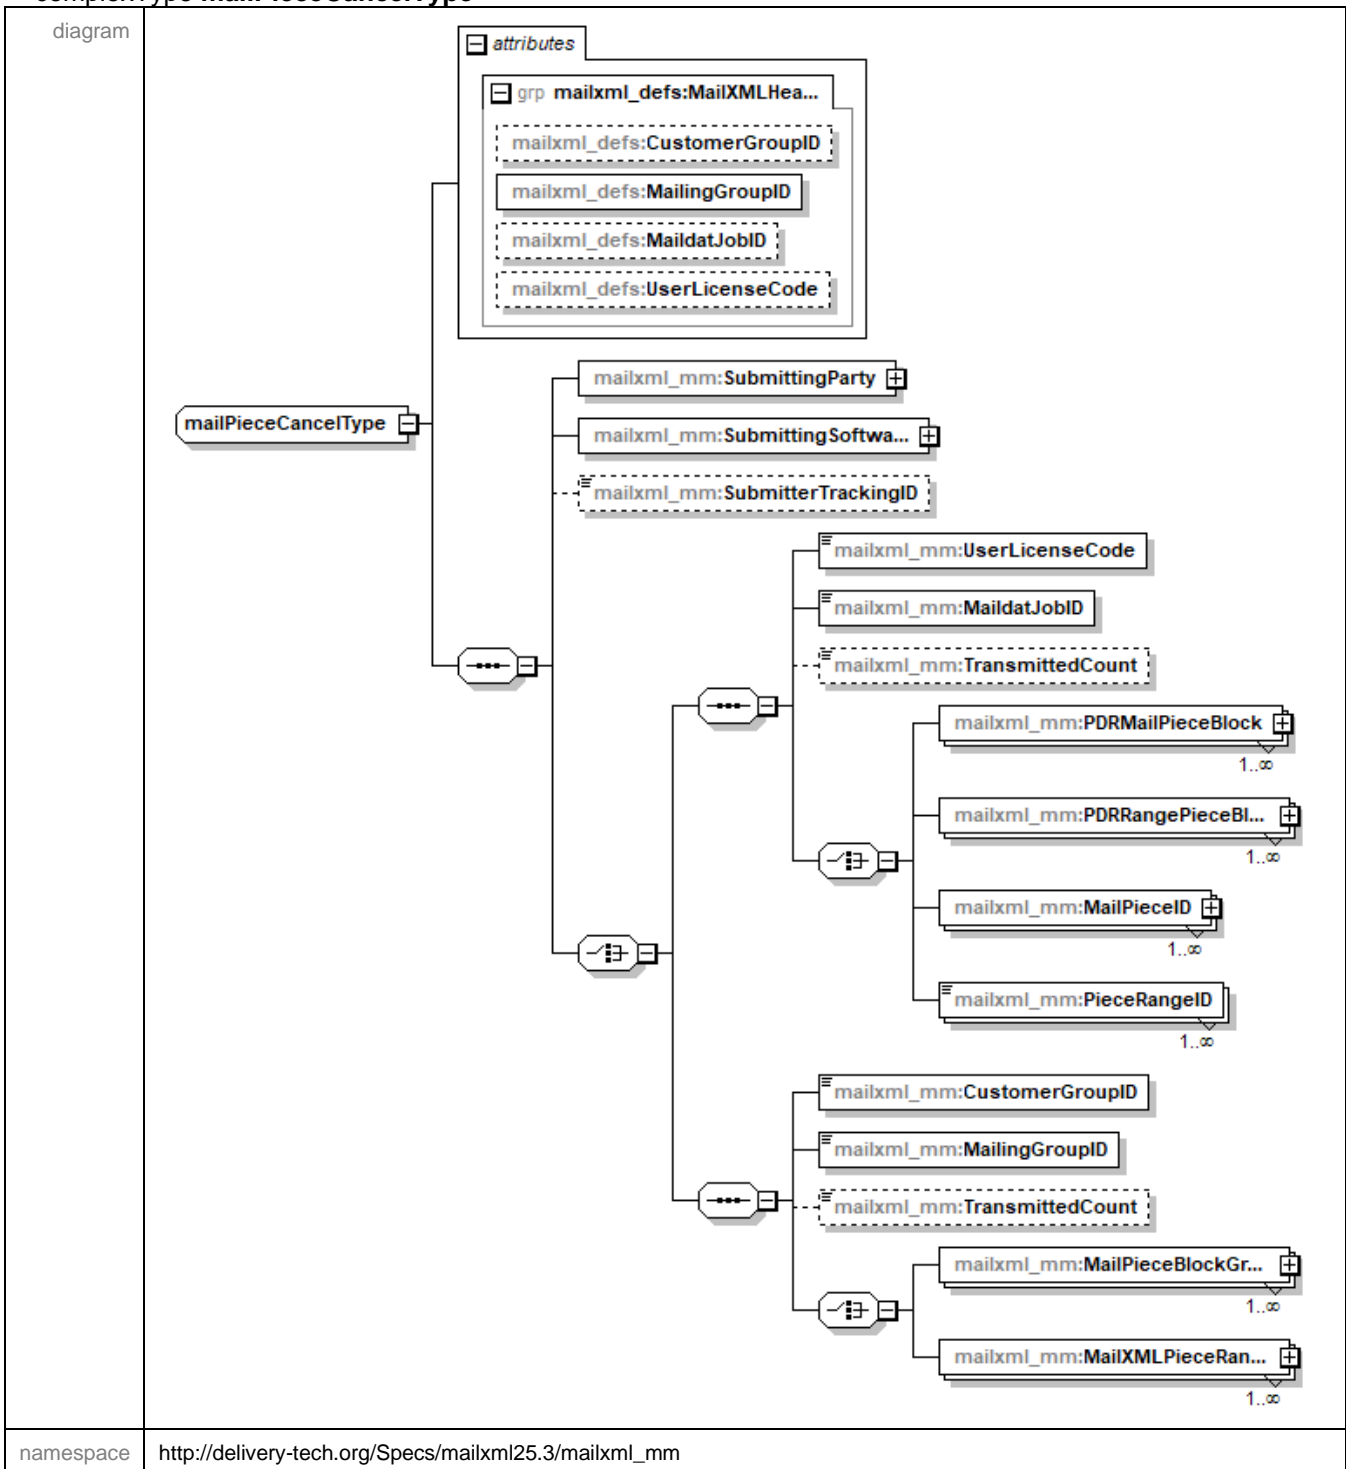 complexType mailPieceCancelType
diagram
attributes
grp mailxml_defs:MailXMLHea...
mailxml_defs:CustomerGroupID
mailxml_defs:MailingGroupID
mailxml_defs:MaildatJobID
mailxml_defs:UserLicenseCode
mailPieceCancelType
mailxml_mm:SubmittingParty
mailxml_mm:SubmittingSoftwa...
mailxml_mm:SubmitterTrackingID
mailxml_mm:UserLicenseCode
mailxml_mm:MaildatJobID
mailxml_mm:TransmittedCount
mailxml_mm:PDRMailPieceBlock
1..∞
mailxml_mm:PDRRangePieceBl...
1..∞
mailxml_mm:MailPieceID
1..∞
mailxml_mm:PieceRangeID
1..∞
mailxml_mm:CustomerGroupID
mailxml_mm:MailingGroupID
mailxml_mm:TransmittedCount
mailxml_mm:MailPieceBlockGr...
1..∞
mailxml_mm:MailXMLPieceRan...
1..∞
namespace
http://delivery-tech.org/Specs/mailxml25.3/mailxml_mm